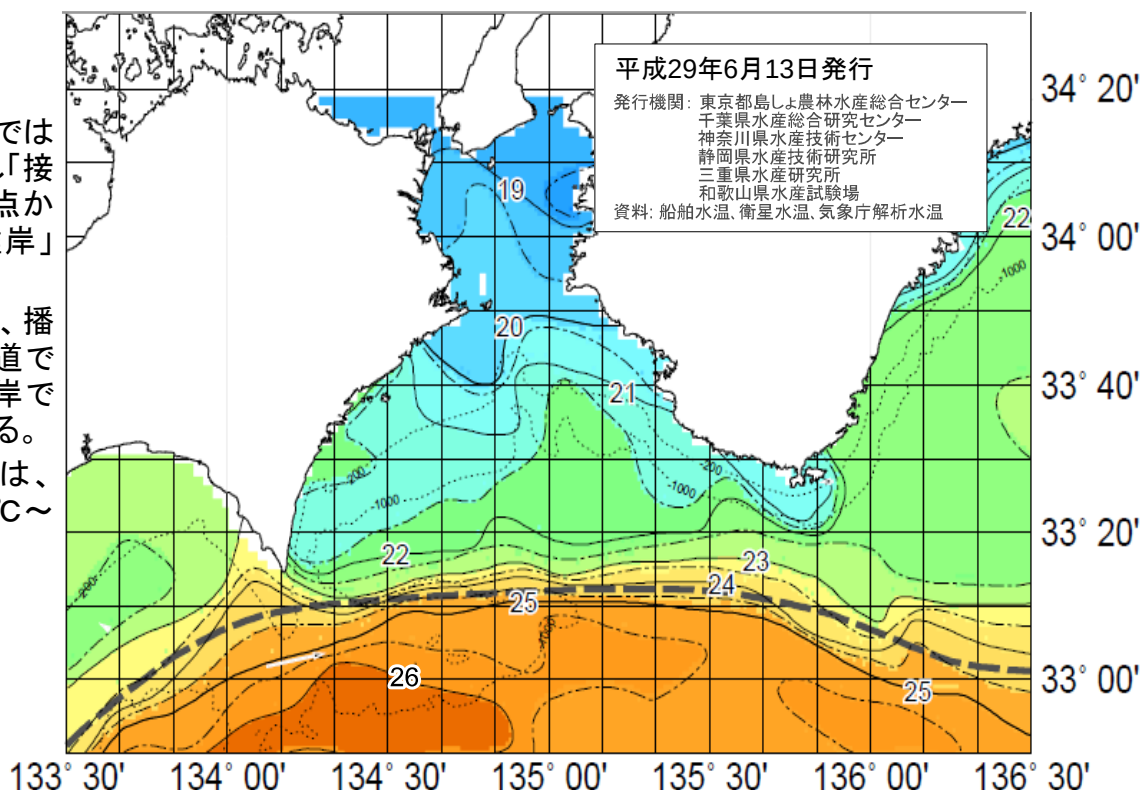 平成29年6月13日発行
発行機関: 東京都島しょ農林水産総合センター
千葉県水産総合研究センター
神奈川県水産技術センター
静岡県水産技術研究所
三重県水産研究所
和歌山県水産試験場
資料: 船舶水温、衛星水温、気象庁解析水温
では
「接
点か
岸」
、播
道で
岸で
る。
は、
℃~
34° 20'
34° 00'
33° 40'
33° 20'
33° 00'
19
22
-1000
20
21
-200
-200
-1000
-1000
22
23
24
-200
25
-1000
26
25
133° 30'
134° 00'
134° 30'
135° 00'
135° 30'
136° 00'
136° 30'